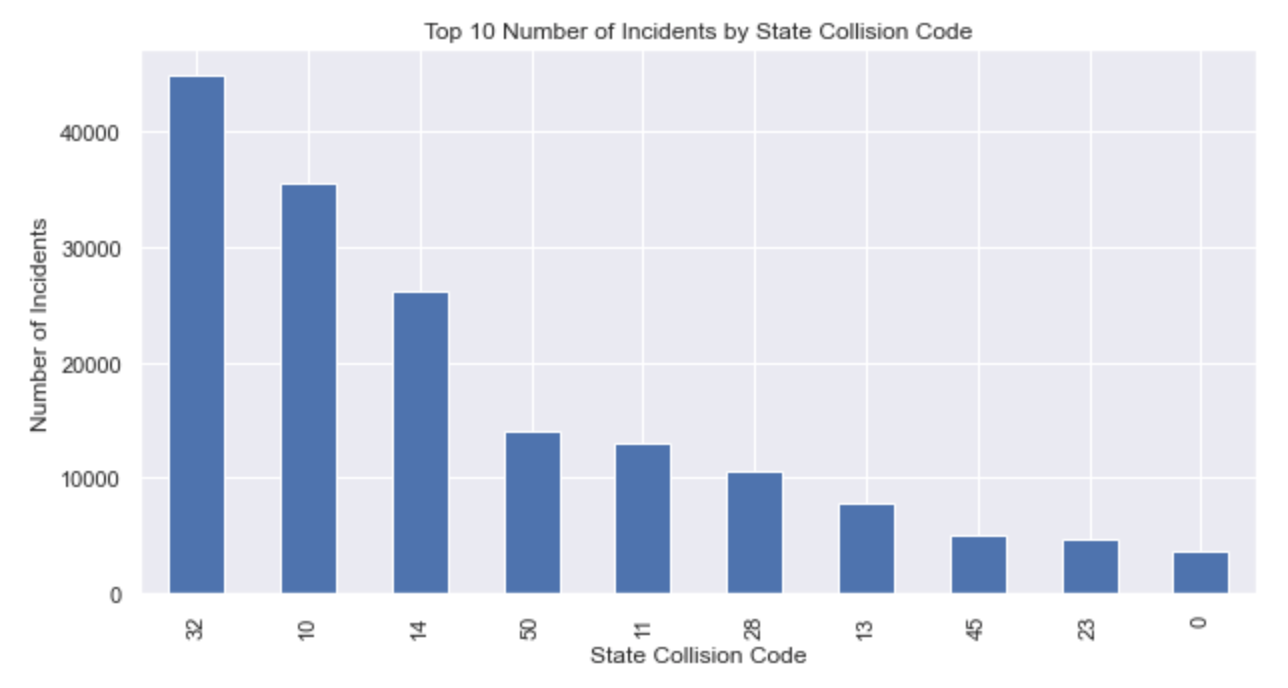 Top 10 Number of Incidents by State Collision Code
Number of Incidents
40000
30000
20000
10000
0
32 10 14 50 11 28 13 45 23 0
State Collision Code